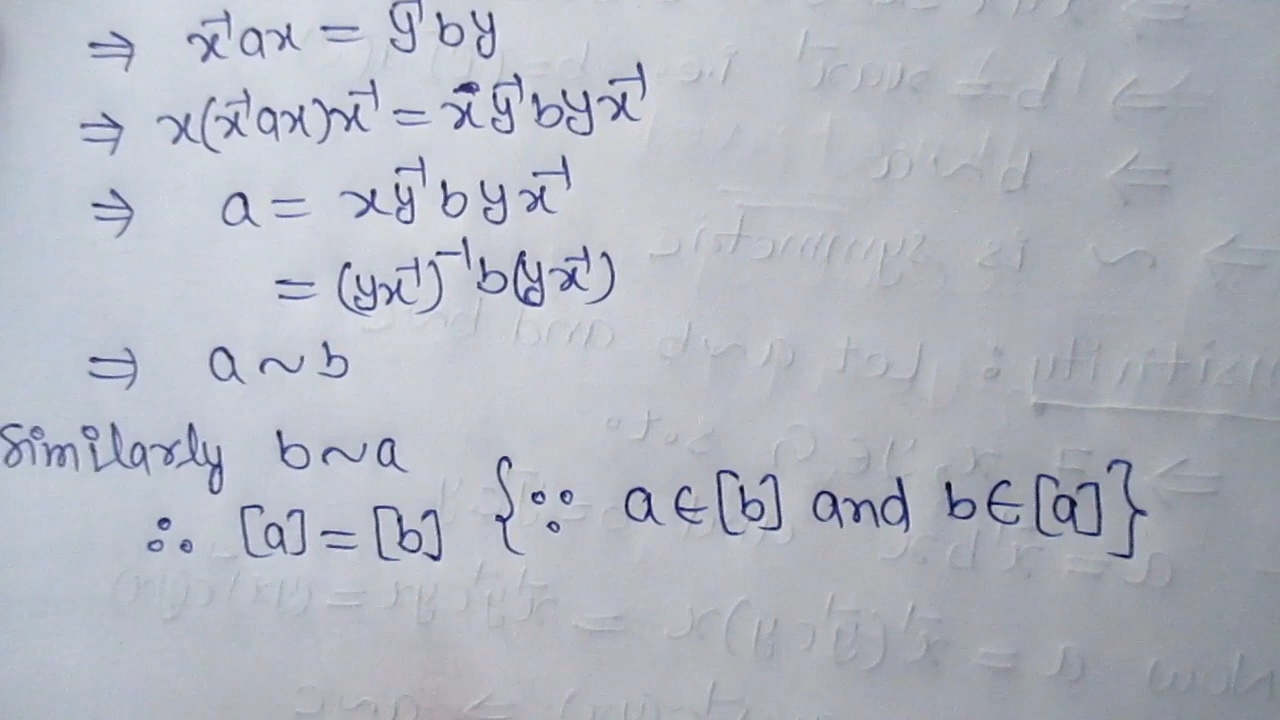 ⇒ x⁻¹ax = y⁻¹by
⇒ x(x⁻¹ax)x⁻¹ = xy⁻¹byx⁻¹
⇒ a = xy⁻¹byx⁻¹
= (yx⁻¹)⁻¹b(yx⁻¹)
⇒ a~b
Similarly b~a
∴ [a]=[b] {∵ a∈[b] and b∈[a]}